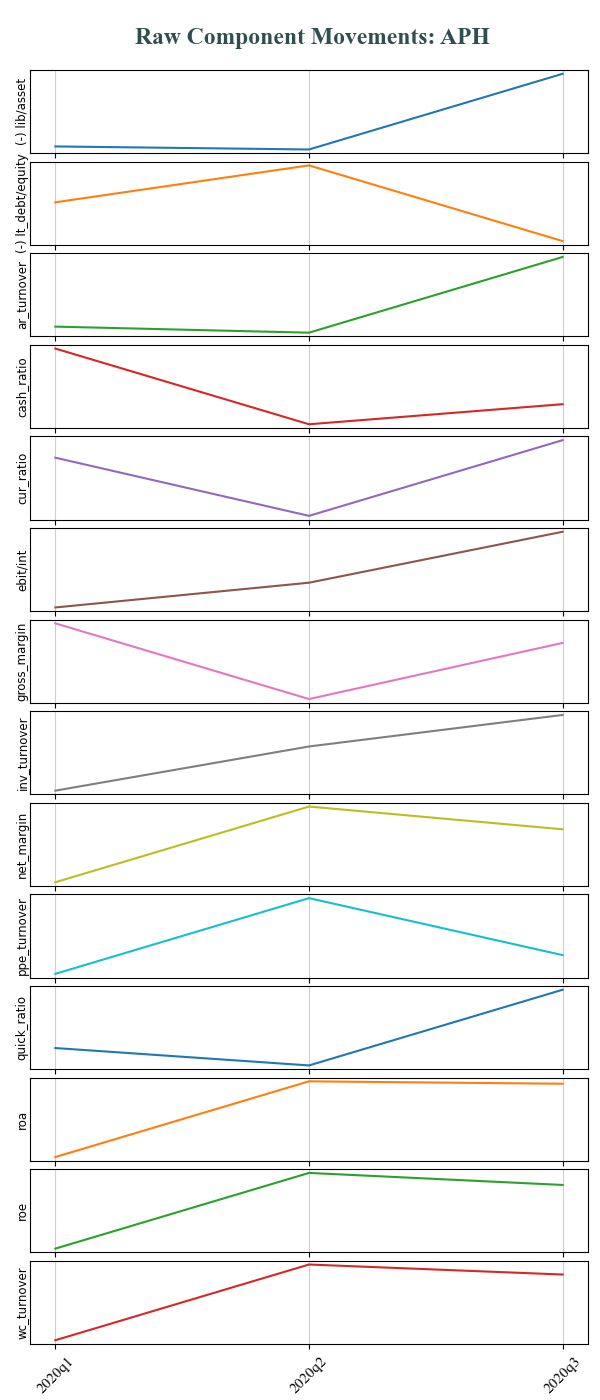 Raw Component Movements: APH
(-) lib/asset
(-) lt_debt/equity
ar_turnover
cash_ratio
cur_ratio
ebit/int
gross_margin
inv_turnover
net_margin
ppe_turnover
quick_ratio
roa
roe
wc_turnover
2020q1 2020q2 2020q3